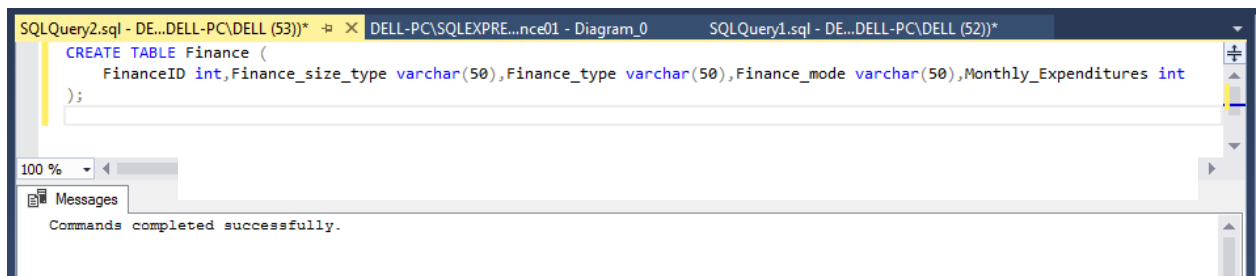 SQLQuery2.sql - DE...DELL-PC\DELL (53))* DELL-PC\SQLEXPRE...nce01 - Diagram_0 SQLQuery1.sql - DE...DELL-PC\DELL (52))*
CREATE TABLE Finance (
FinanceID int,Finance_size_type varchar(50),Finance_type varchar(50),Finance_mode varchar(50),Monthly_Expenditures int
);
100 %
Messages
Commands completed successfully.